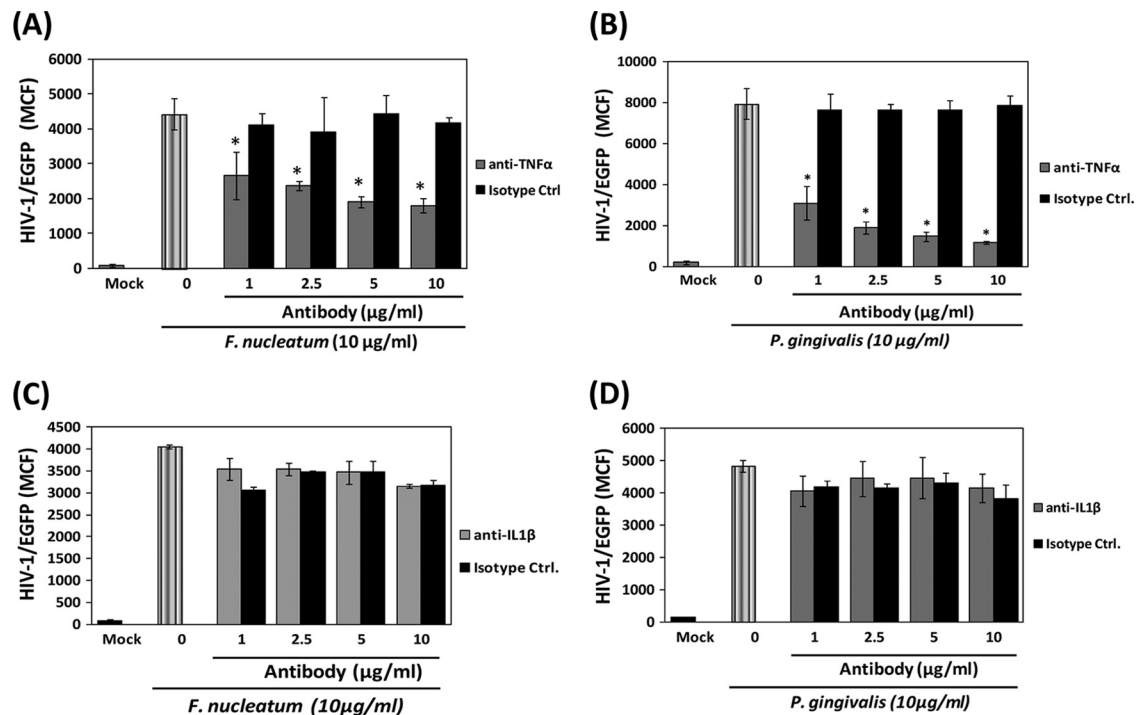 (A)
HIV-1/EGFP (MCF)
6000
5000
4000
3000
2000
1000
0
*
*
*
*
anti-TNFα
Isotype Ctrl
Mock 0 1 2.5 5 10
Antibody (µg/ml)
F. nucleatum (10 µg/ml)
(B)
HIV-1/EGFP (MCF)
10000
8000
6000
4000
2000
0
*
*
*
*
anti-TNFα
Isotype Ctrl.
Mock 0 1 2.5 5 10
Antibody (µg/ml)
P. gingivalis (10 µg/ml)
(C)
HIV-1/EGFP (MCF)
4500
4000
3500
3000
2500
2000
1500
1000
500
0
anti-IL1β
Isotype Ctrl.
Mock 0 1 2.5 5 10
Antibody (µg/ml)
F. nucleatum (10µg/ml)
(D)
HIV-1/EGFP (MCF)
6000
5000
4000
3000
2000
1000
0
anti-IL1β
Isotype Ctrl.
Mock 0 1 2.5 5 10
Antibody (µg/ml)
P. gingivalis (10µg/ml)